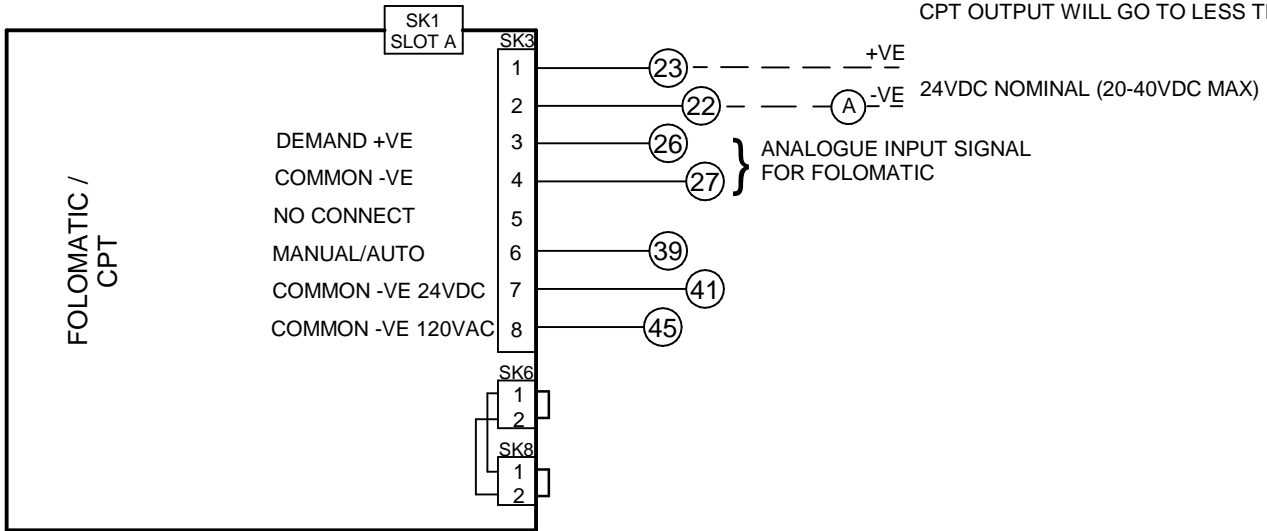 CPT OUTPUT WILL GO TO LESS
SK1
SLOT A
SK3
1
23
+VE
2
22
A
-VE
24VDC NOMINAL (20-40VDC MAX)
DEMAND +VE
3
26
ANALOGUE INPUT SIGNAL
FOR FOLOMATIC
COMMON -VE
4
27
NO CONNECT
5
MANUAL/AUTO
6
39
COMMON -VE 24VDC
7
41
COMMON -VE 120VAC
8
45
FOLOMATIC /
CPT
SK6
1
2
SK8
1
2